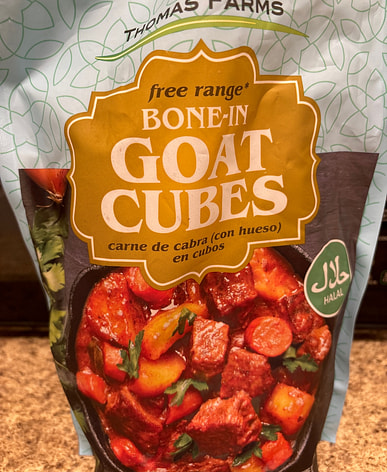 THOMAS FARMS
free range*
BONE-IN
GOAT
CUBES
carne de cabra (con hueso)
en cubos
حلال
HALAL